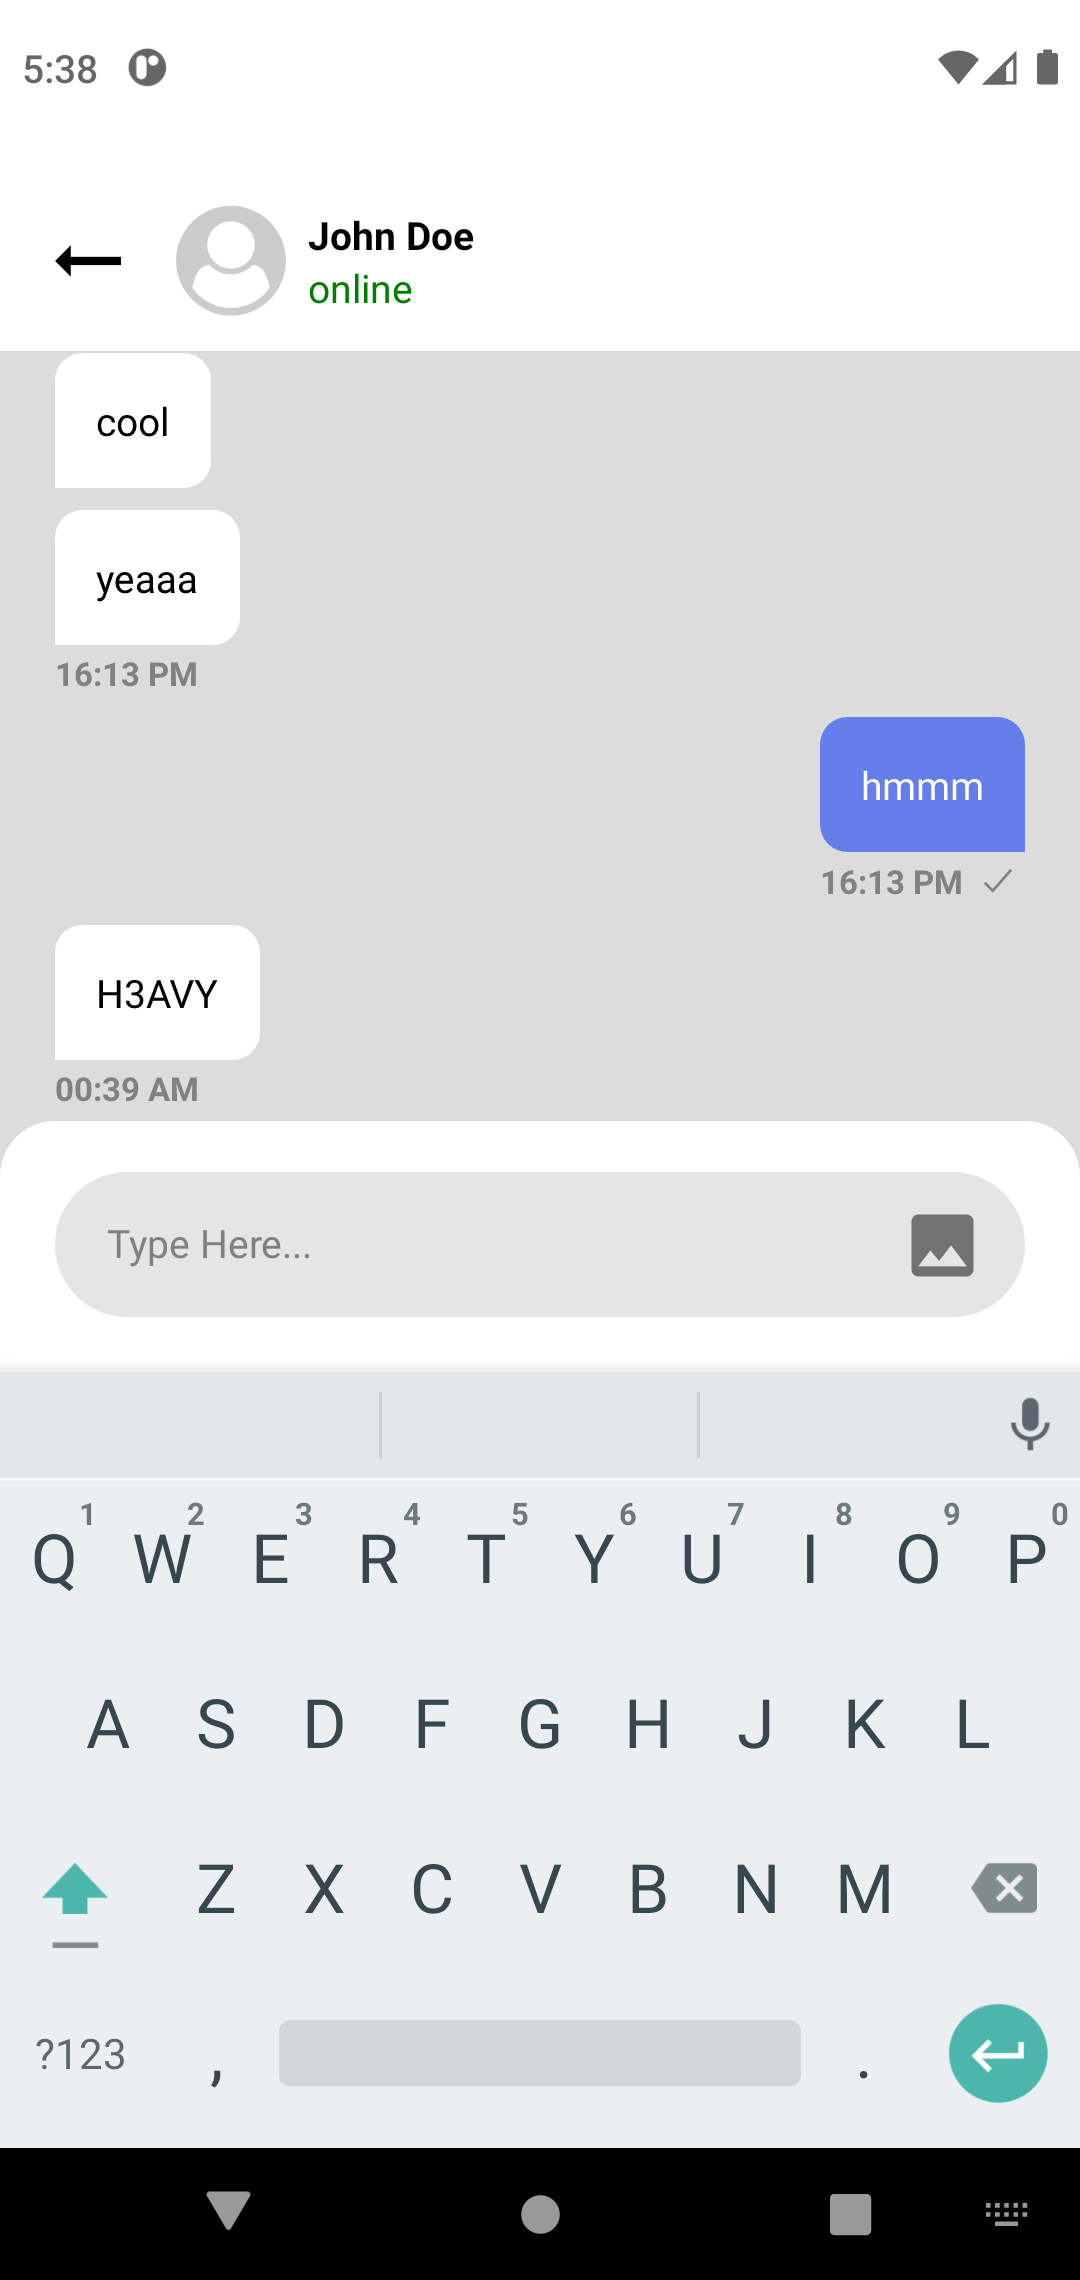 5:38
John Doe
online
cool
yeaaa
16:13 PM
hmmm
16:13 PM
H3AVY
00:39 AM
Type Here...
1 2 3 4 5 6 7 8 9 0
Q W E R T Y U I O P
A S D F G H J K L
Z X C V B N M
?123 , .